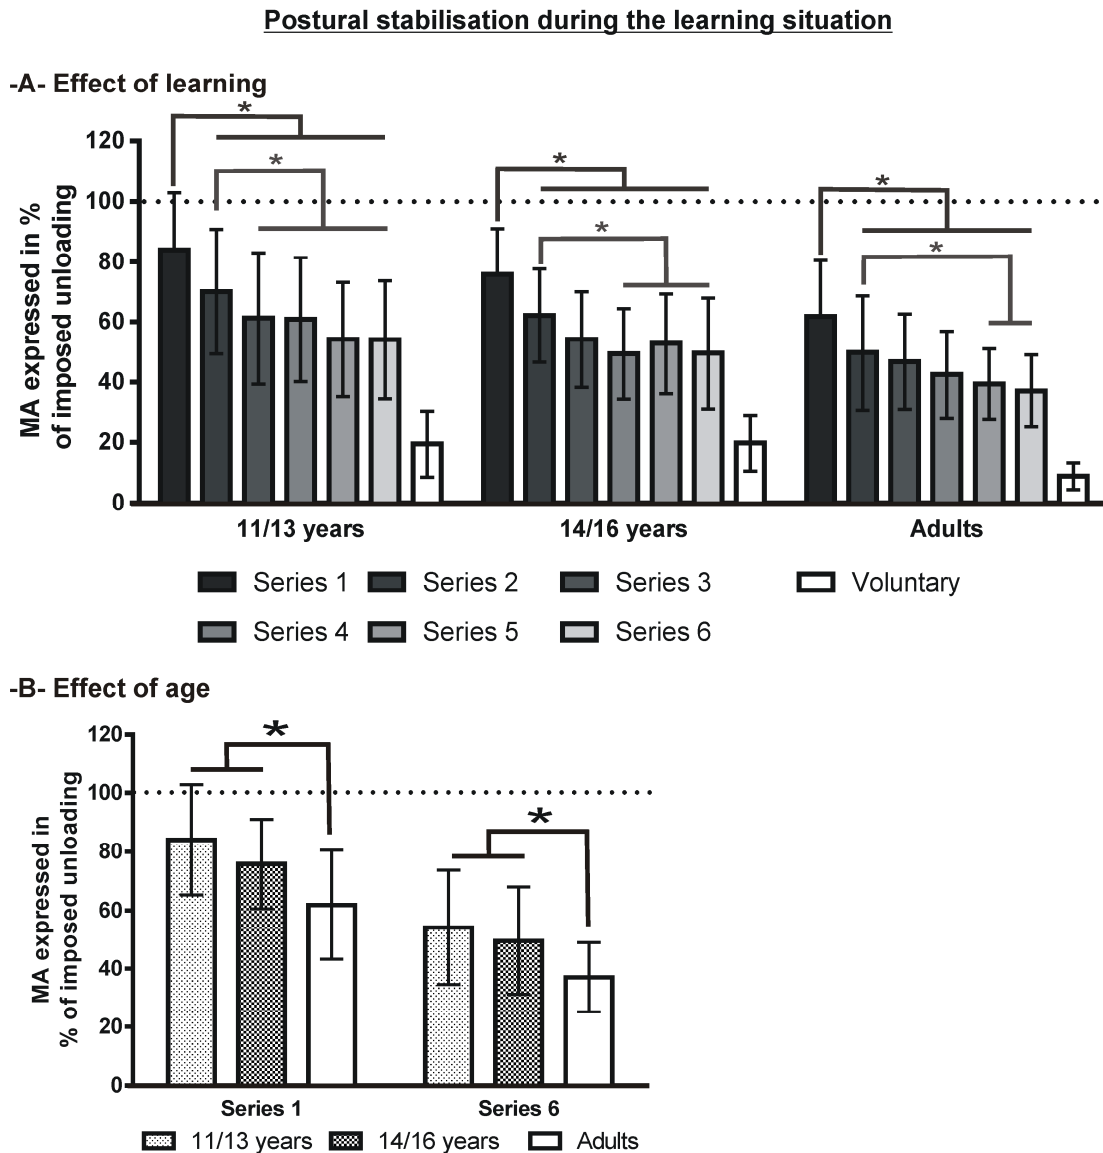 Postural stabilisation during the learning situation
-A- Effect of learning
MA expressed in %
of imposed unloading
120
100
80
60
40
20
0
*
*
*
*
*
*
11/13 years
14/16 years
Adults
Series 1
Series 2
Series 3
Voluntary
Series 4
Series 5
Series 6
-B- Effect of age
MA expressed in
% of imposed unloading
120
100
80
60
40
20
0
*
*
Series 1
Series 6
11/13 years
14/16 years
Adults